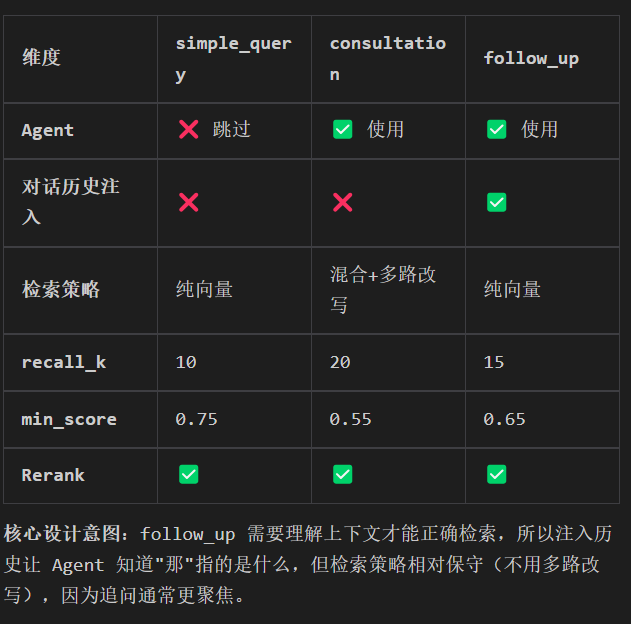 维度 simple_quer consultatio follow_up
y n
Agent ❌ 跳过 ✅ 使用 ✅ 使用
对话历史注 ❌ ❌ ✅
入
检索策略 纯向量 混合+多路改 纯向量
写
recall_k 10 20 15
min_score 0.75 0.55 0.65
Rerank ✅ ✅ ✅
核心设计意图：follow_up 需要理解上下文才能正确检索，所以注入历
史让 Agent 知道"那"指的是什么，但检索策略相对保守（不用多路改
写），因为追问通常更聚焦。